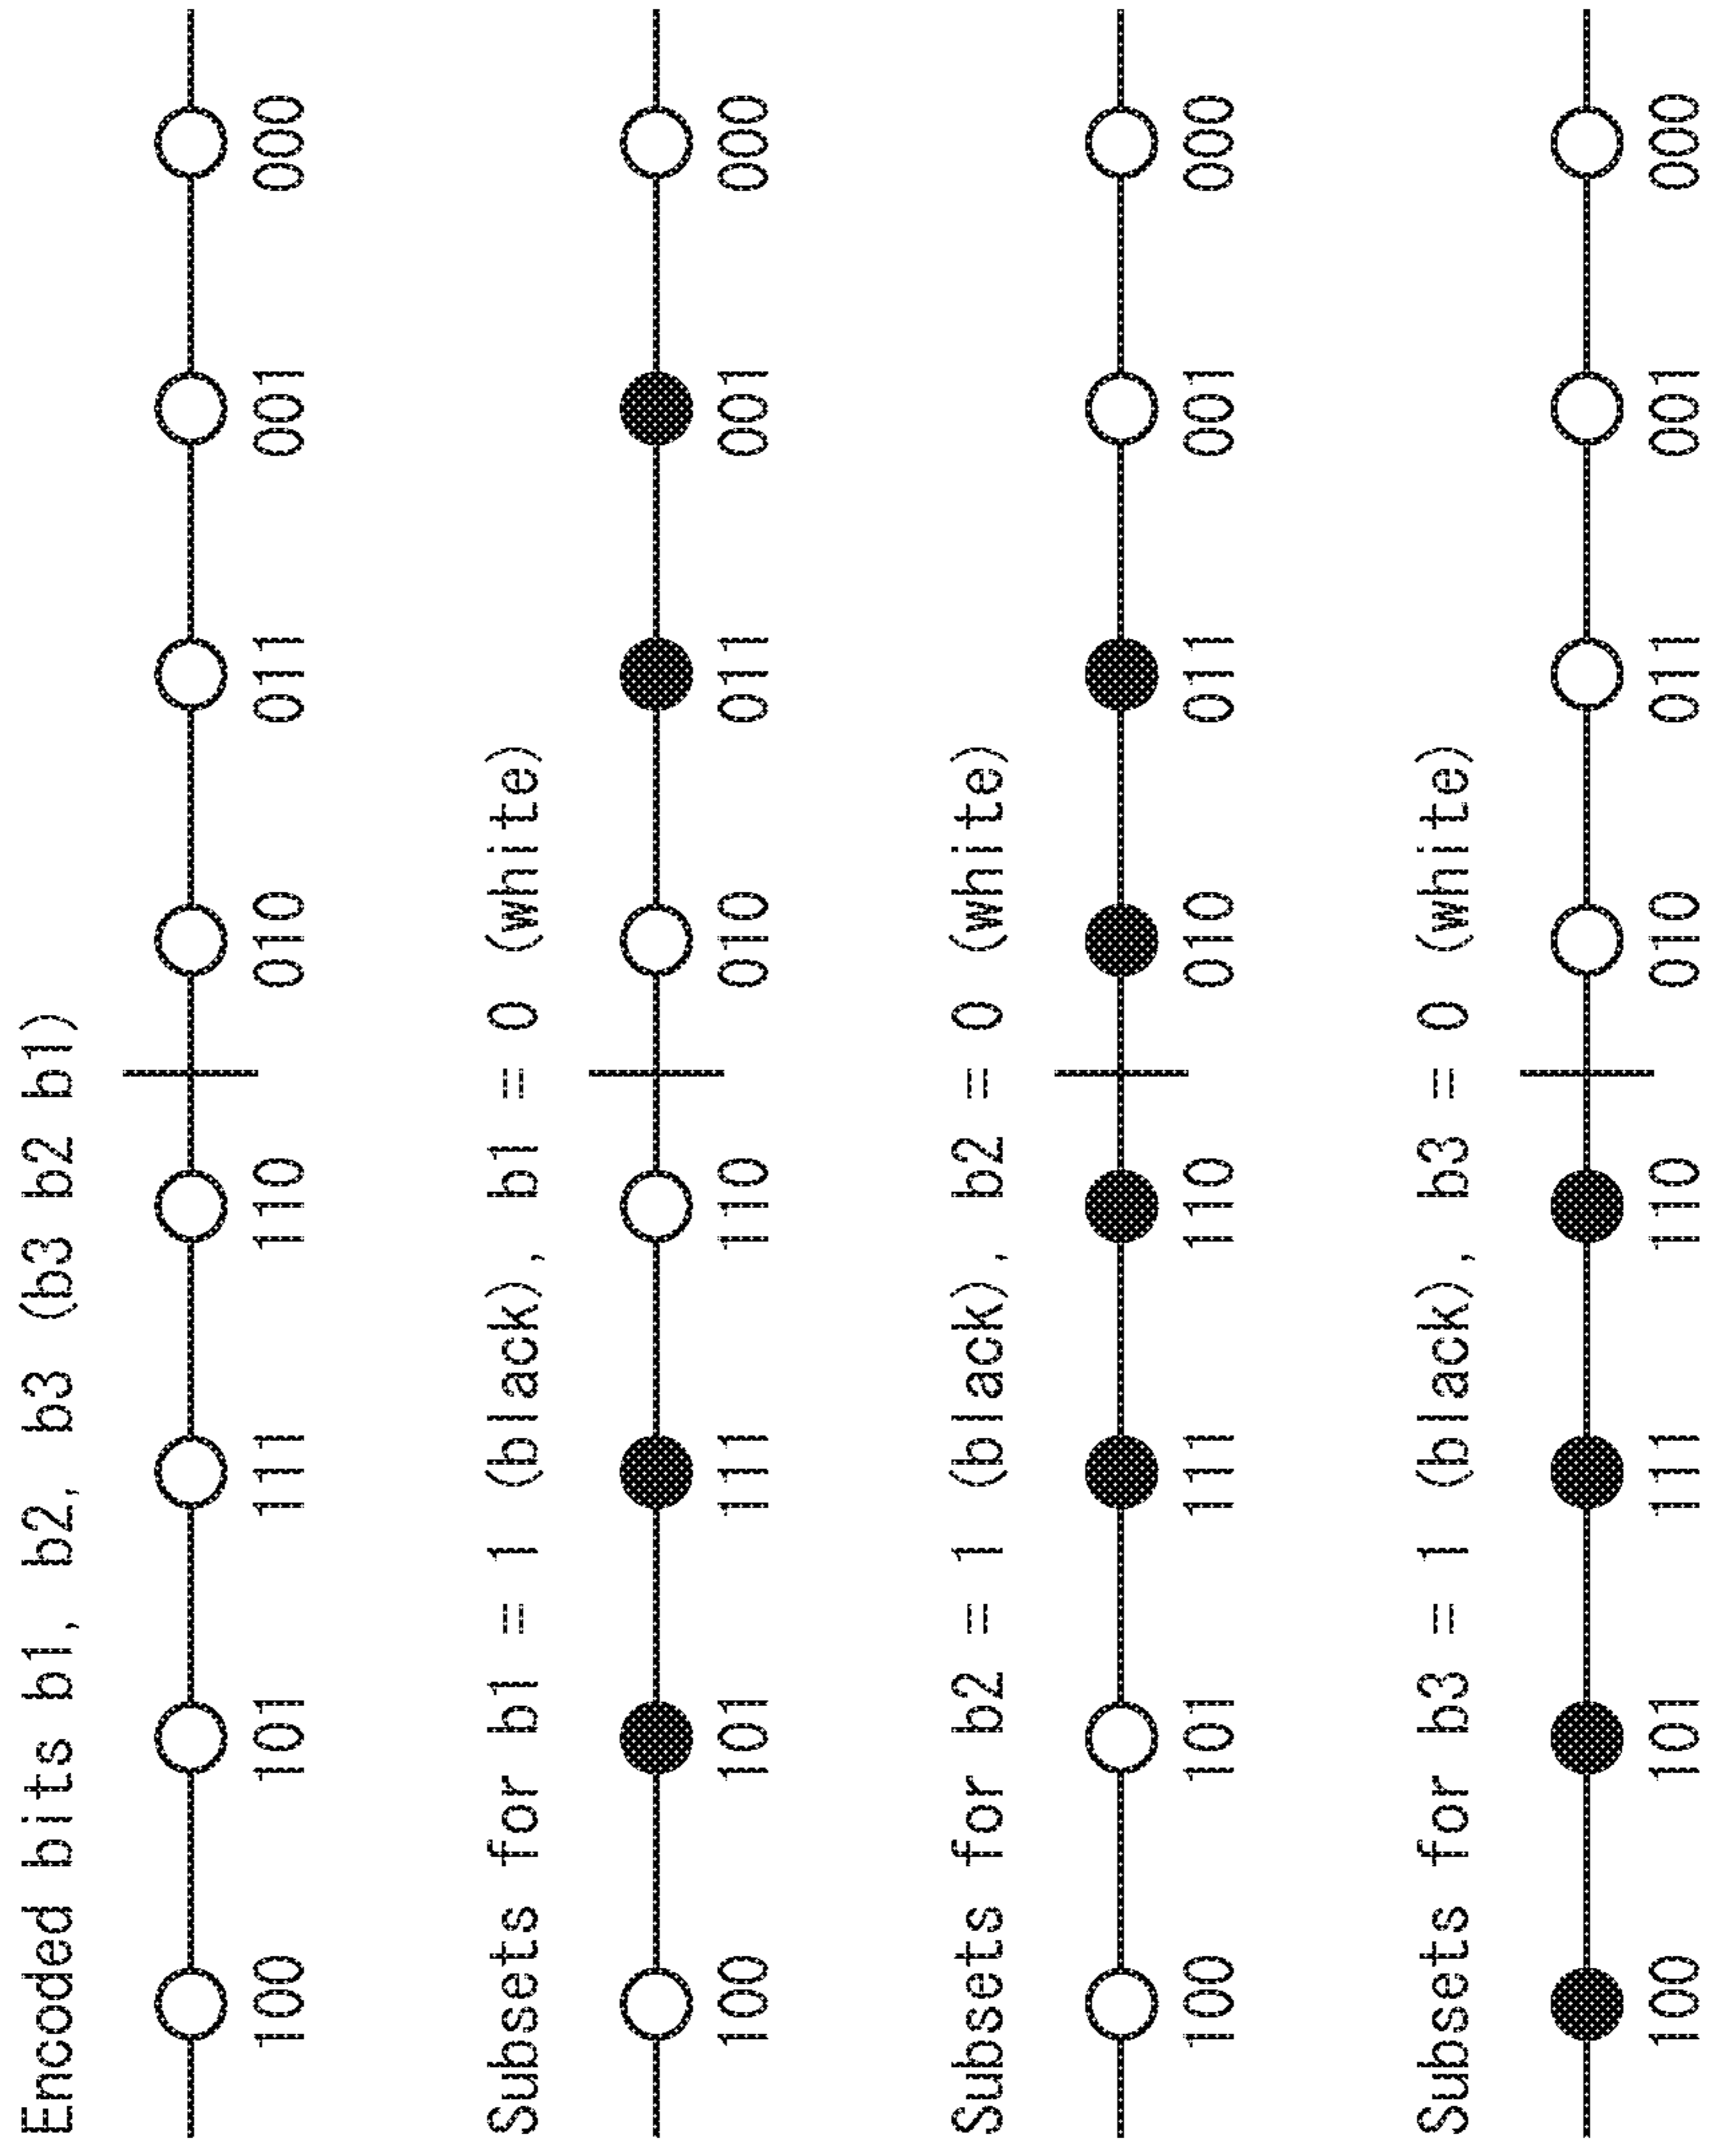 Encoded bits b1, b2, b3 (b3 b2 b1)
100 101 111 110 010 011 001 000
Subsets for b1 = 1 (black), b1 = 0 (white)
100 101 111 110 010 011 001 000
Subsets for b2 = 1 (black), b2 = 0 (white)
100 101 111 110 010 011 001 000
Subsets for b3 = 1 (black), b3 = 0 (white)
100 101 111 110 010 011 001 000